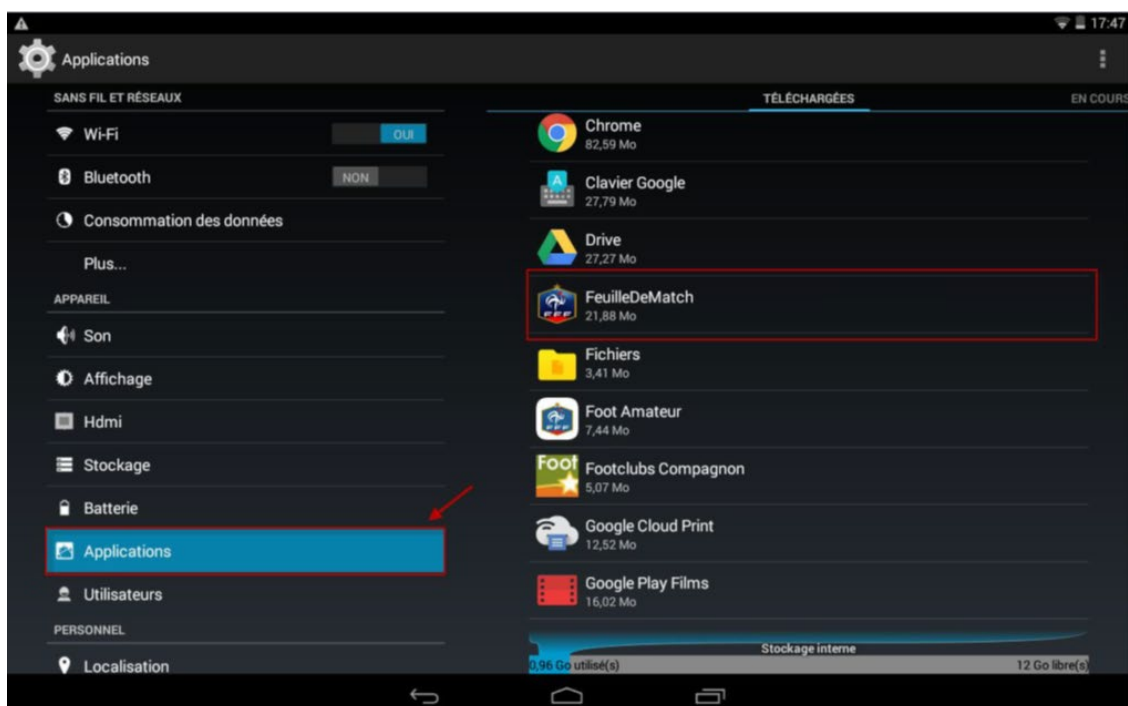 17:47
Applications
SANS FIL ET RÉSEAUX
Wi-Fi
OUI
Bluetooth
NON
Consommation des données
Plus...
APPAREIL
Son
Affichage
Hdmi
Stockage
Batterie
Applications
Utilisateurs
PERSONNEL
Localisation
TÉLÉCHARGÉES
EN COURS
Chrome
82,59 Mo
Clavier Google
27,79 Mo
Drive
27,27 Mo
FeuilleDeMatch
21,88 Mo
Fichiers
3,41 Mo
Foot Amateur
7,44 Mo
Foot
Footclubs Compagnon
5,07 Mo
Google Cloud Print
12,52 Mo
Google Play Films
16,02 Mo
Stockage interne
0,96 Go utilisé(s)
12 Go libre(s)